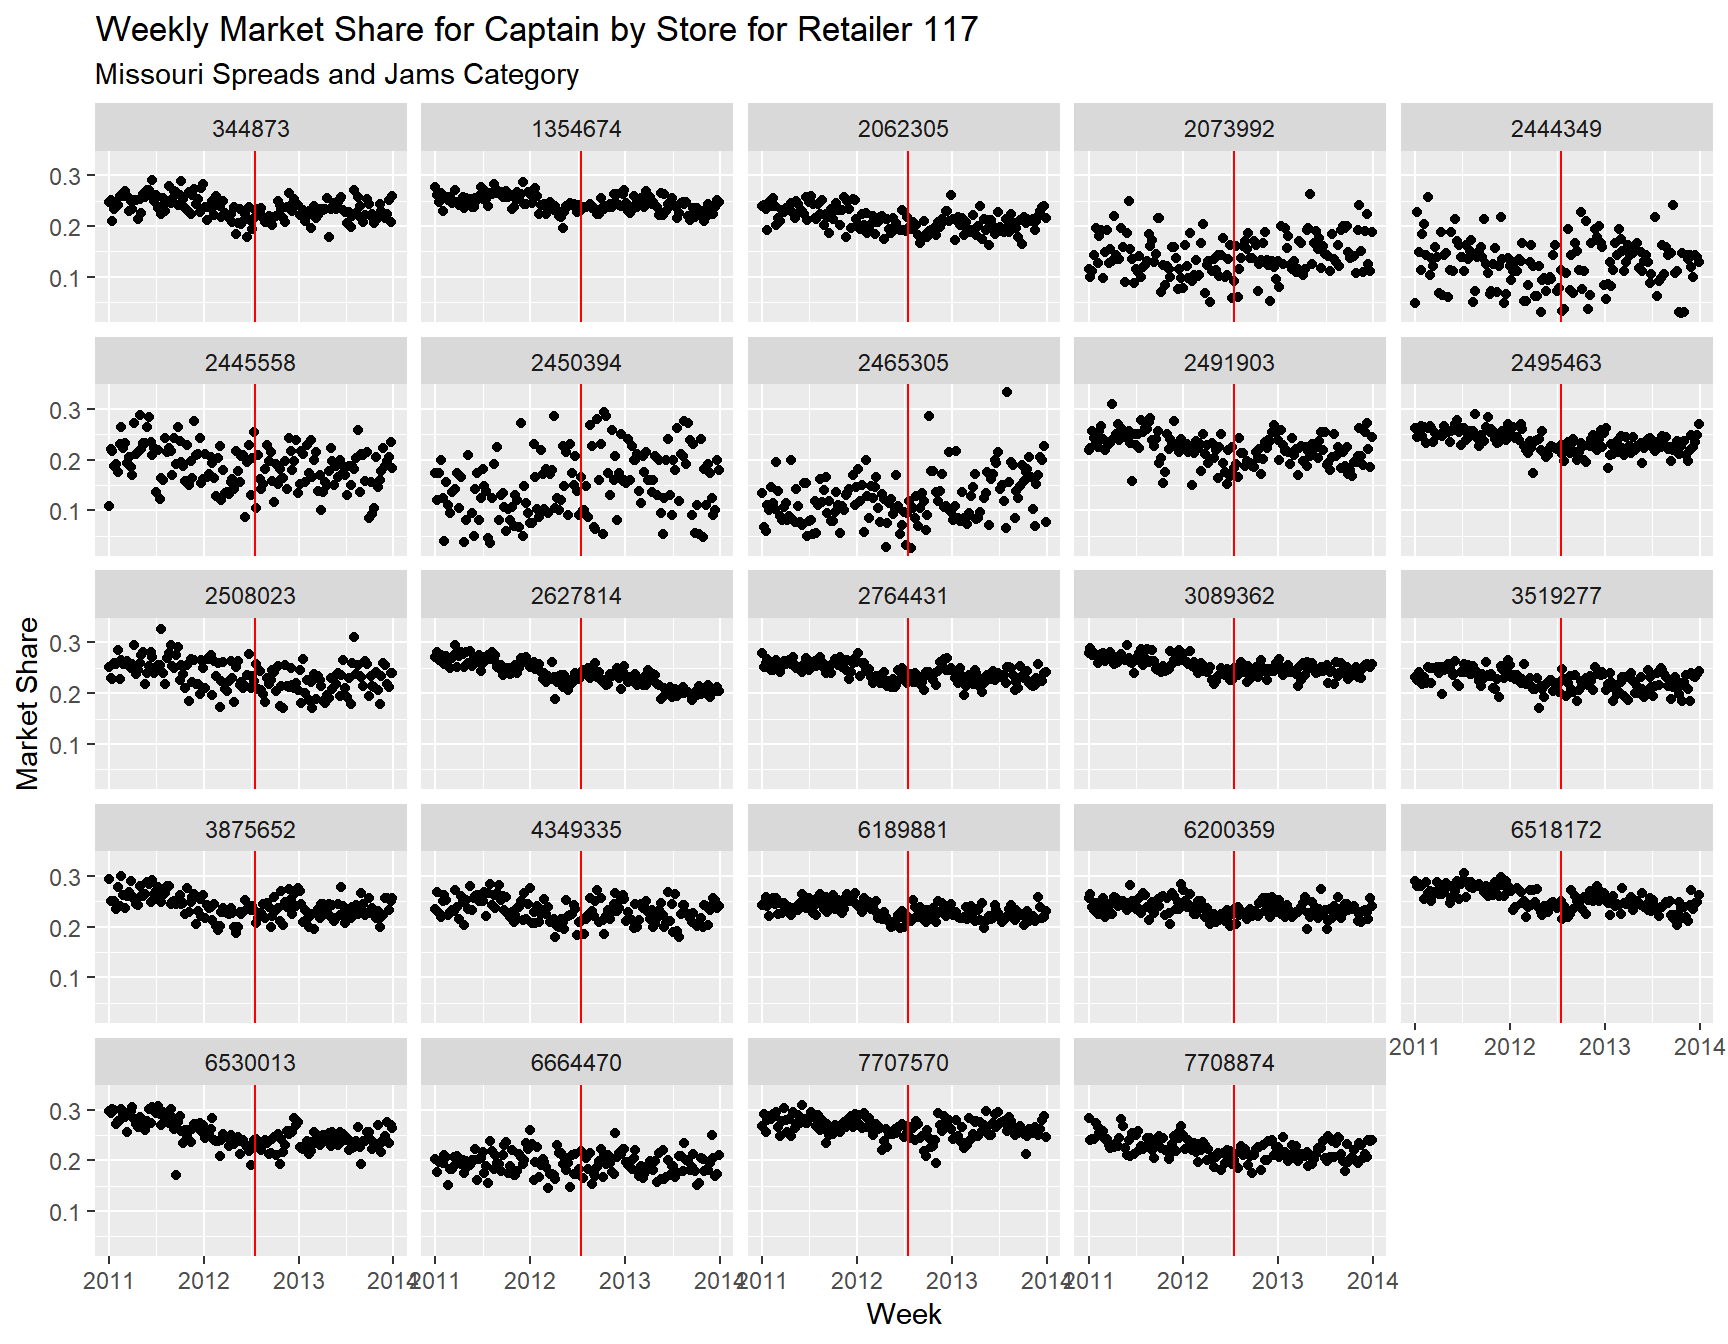 Weekly Market Share for Captain by Store for Retailer 117
Missouri Spreads and Jams Category
344873 1354674 2062305 2073992 2444349
0.3
0.2
0.1
2445558 2450394 2465305 2491903 2495463
0.3
0.2
0.1
2508023 2627814 2764431 3089362 3519277
0.3
0.2
0.1
Market Share
3875652 4349335 6189881 6200359 6518172
0.3
0.2
0.1
2011 2012 2013 2014
6530013 6664470 7707570 7708874
0.3
0.2
0.1
2011 2012 2013 2014 2011 2012 2013 2014 2011 2012 2013 2014 2011 2012 2013 2014
Week